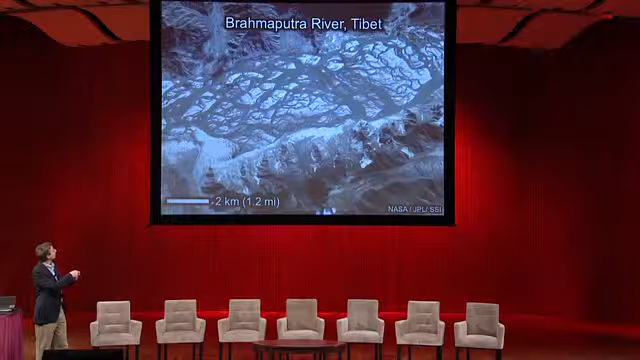 Brahmaputra River, Tibet
2 km (1.2 mi)
NASA / JPL / SSI